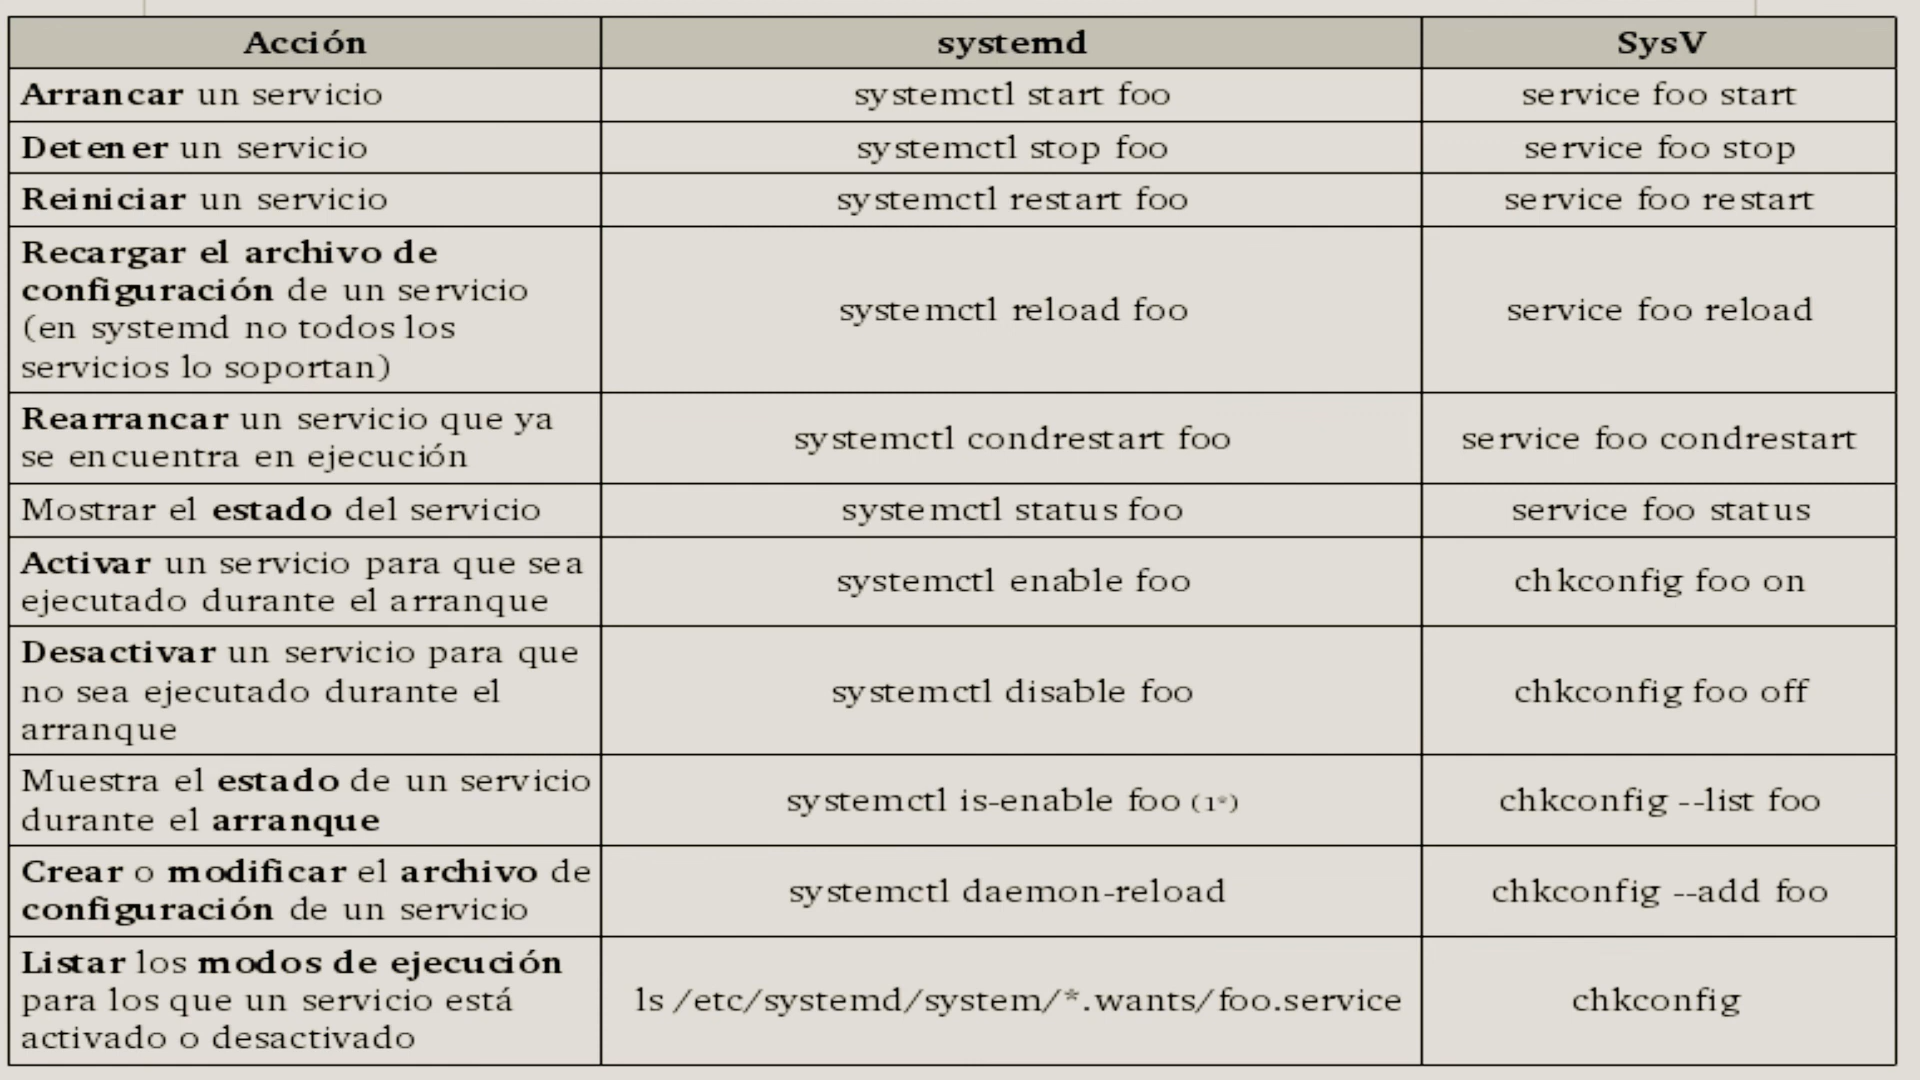 Acción systemd SysV
Arrancar un servicio systemctl start foo service foo start
Detener un servicio systemctl stop foo service foo stop
Reiniciar un servicio systemctl restart foo service foo restart
Recargar el archivo de
configuración de un servicio
(en systemd no todos los
servicios lo soportan)
systemctl reload foo
service foo reload
Rearrancar un servicio que ya
se encuentra en ejecución
systemctl condrestart foo
service foo condrestart
Mostrar el estado del servicio systemctl status foo service foo status
Activar un servicio para que sea
ejecutado durante el arranque
systemctl enable foo
chkconfig foo on
Desactivar un servicio para que
no sea ejecutado durante el
arranque
systemctl disable foo
chkconfig foo off
Muestra el estado de un servicio
durante el arranque
systemctl is-enable foo (1*)
chkconfig --list foo
Crear o modificar el archivo de
configuración de un servicio
systemctl daemon-reload
chkconfig --add foo
Listar los modos de ejecución
para los que un servicio está
activado o desactivado
ls /etc/systemd/system/*.wants/foo.service
chkconfig